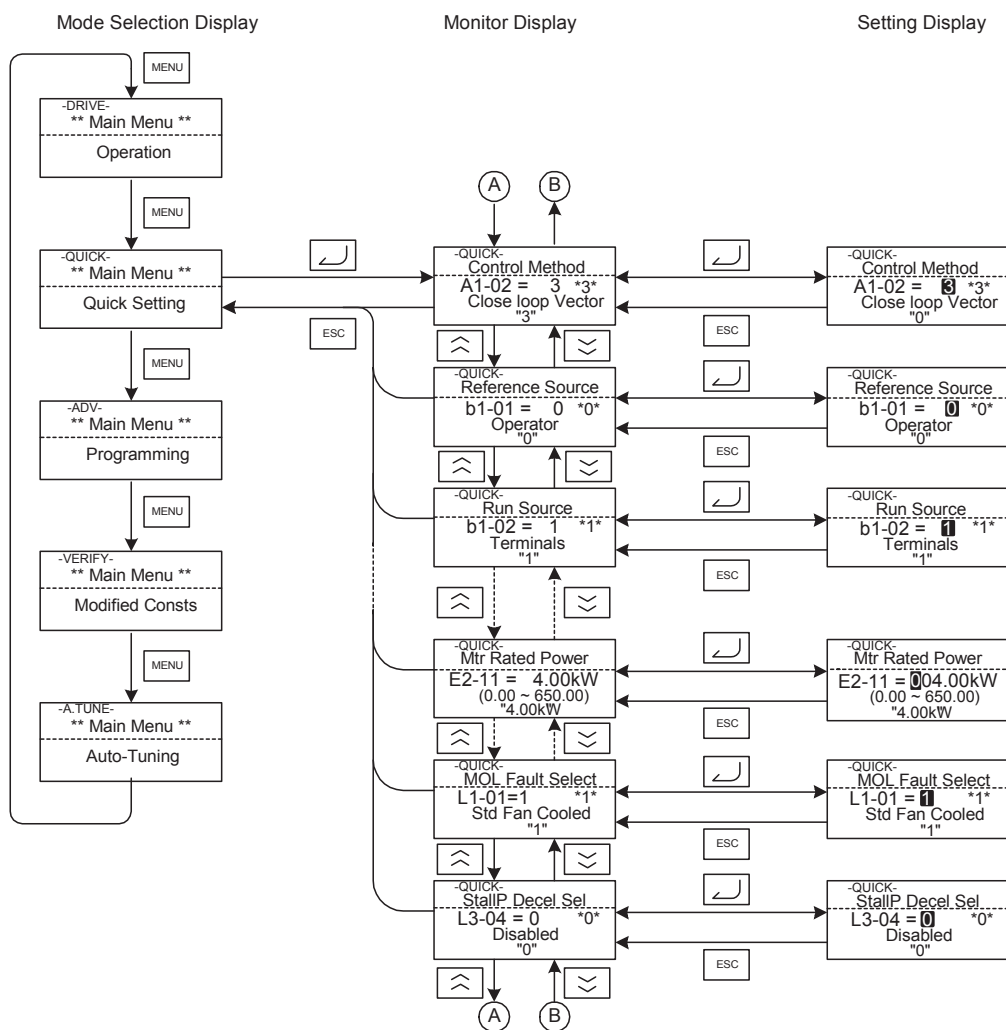 Mode Selection Display
Monitor Display
Setting Display
MENU
-DRIVE-
** Main Menu **
Operation
MENU
-QUICK-
** Main Menu **
Quick Setting
MENU
-ADV-
** Main Menu **
Programming
MENU
-VERIFY-
** Main Menu **
Modified Consts
MENU
-A.TUNE-
** Main Menu **
Auto-Tuning
A
B
ESC
-QUICK-
Control Method
A1-02 = 3 *3*
Close loop Vector
"3"
ESC
-QUICK-
Control Method
A1-02 = 3 *3*
Close loop Vector
"0"
-QUICK-
Reference Source
b1-01 = 0 *0*
Operator
"0"
ESC
-QUICK-
Reference Source
b1-01 = 0 *0*
Operator
"0"
-QUICK-
Run Source
b1-02 = 1 *1*
Terminals
"1"
ESC
-QUICK-
Run Source
b1-02 = 1 *1*
Terminals
"1"
-QUICK-
Mtr Rated Power
E2-11 = 4.00kW
(0.00 ~ 650.00)
"4.00kW"
ESC
-QUICK-
Mtr Rated Power
E2-11 = 004.00kW
(0.00 ~ 650.00)
"4.00kW"
-QUICK-
MOL Fault Select
L1-01=1 *1*
Std Fan Cooled
"1"
ESC
-QUICK-
MOL Fault Select
L1-01 = 1 *1*
Std Fan Cooled
"1"
-QUICK-
StallP Decel Sel
L3-04 = 0 *0*
Disabled
"0"
ESC
-QUICK-
StallP Decel Sel
L3-04 = 0 *0*
Disabled
"0"
A
B